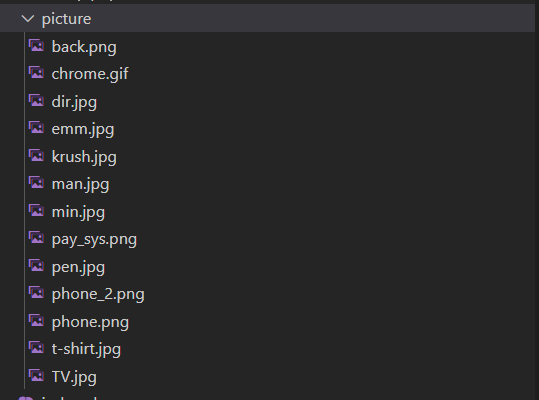 picture
back.png
chrome.gif
dir.jpg
emm.jpg
krush.jpg
man.jpg
min.jpg
pay_sys.png
pen.jpg
phone_2.png
phone.png
t-shirt.jpg
TV.jpg